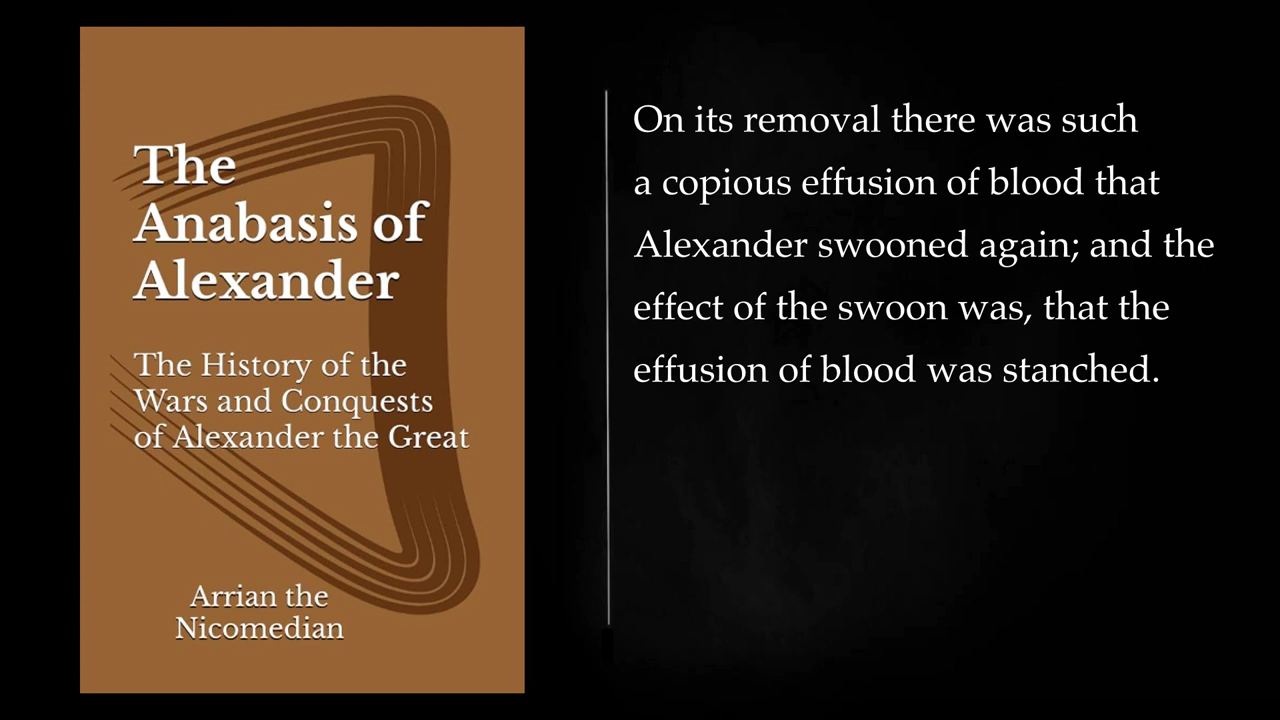 The
Anabasis of
Alexander
The History of the
Wars and Conquests
of Alexander the Great
Arrian the
Nicomedian
On its removal there was such
a copious effusion of blood that
Alexander swooned again; and the
effect of the swoon was, that the
effusion of blood was stanched.